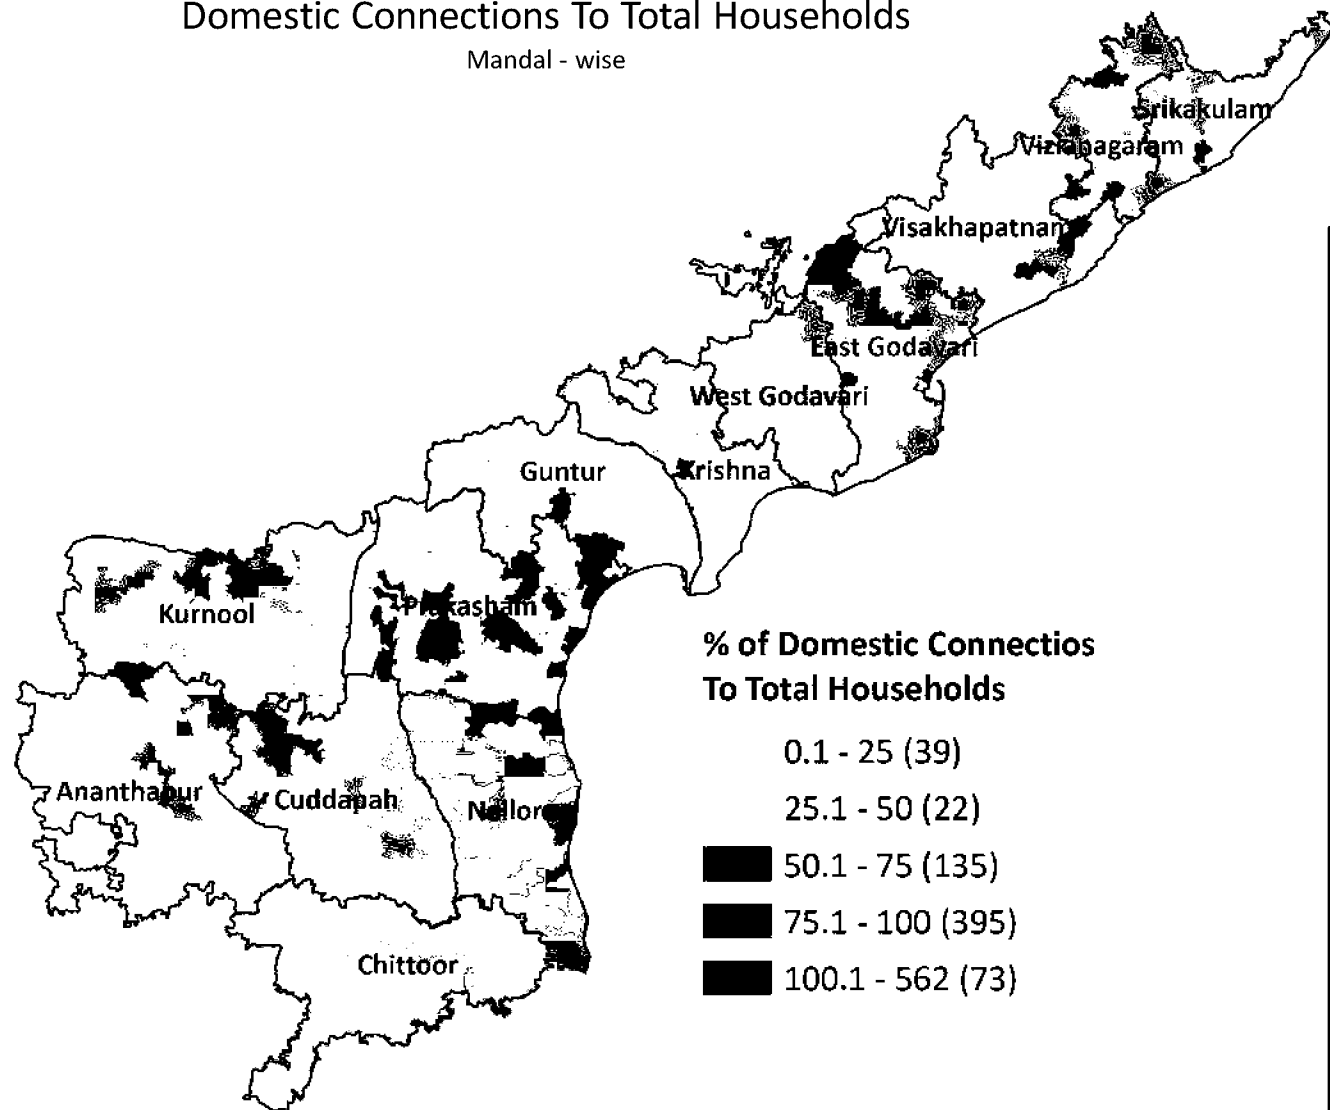 Domestic Connections To Total Households
Mandal - wise
Srikakulam
Vizianagaram
Visakhapatnam
East Godavari
West Godavari
Krishna
Guntur
Prakasham
Kurnool
Ananthapur
Cuddapah
Nellore
Chittoor
% of Domestic Connectios
To Total Households
0.1 - 25 (39)
25.1 - 50 (22)
50.1 - 75 (135)
75.1 - 100 (395)
100.1 - 562 (73)